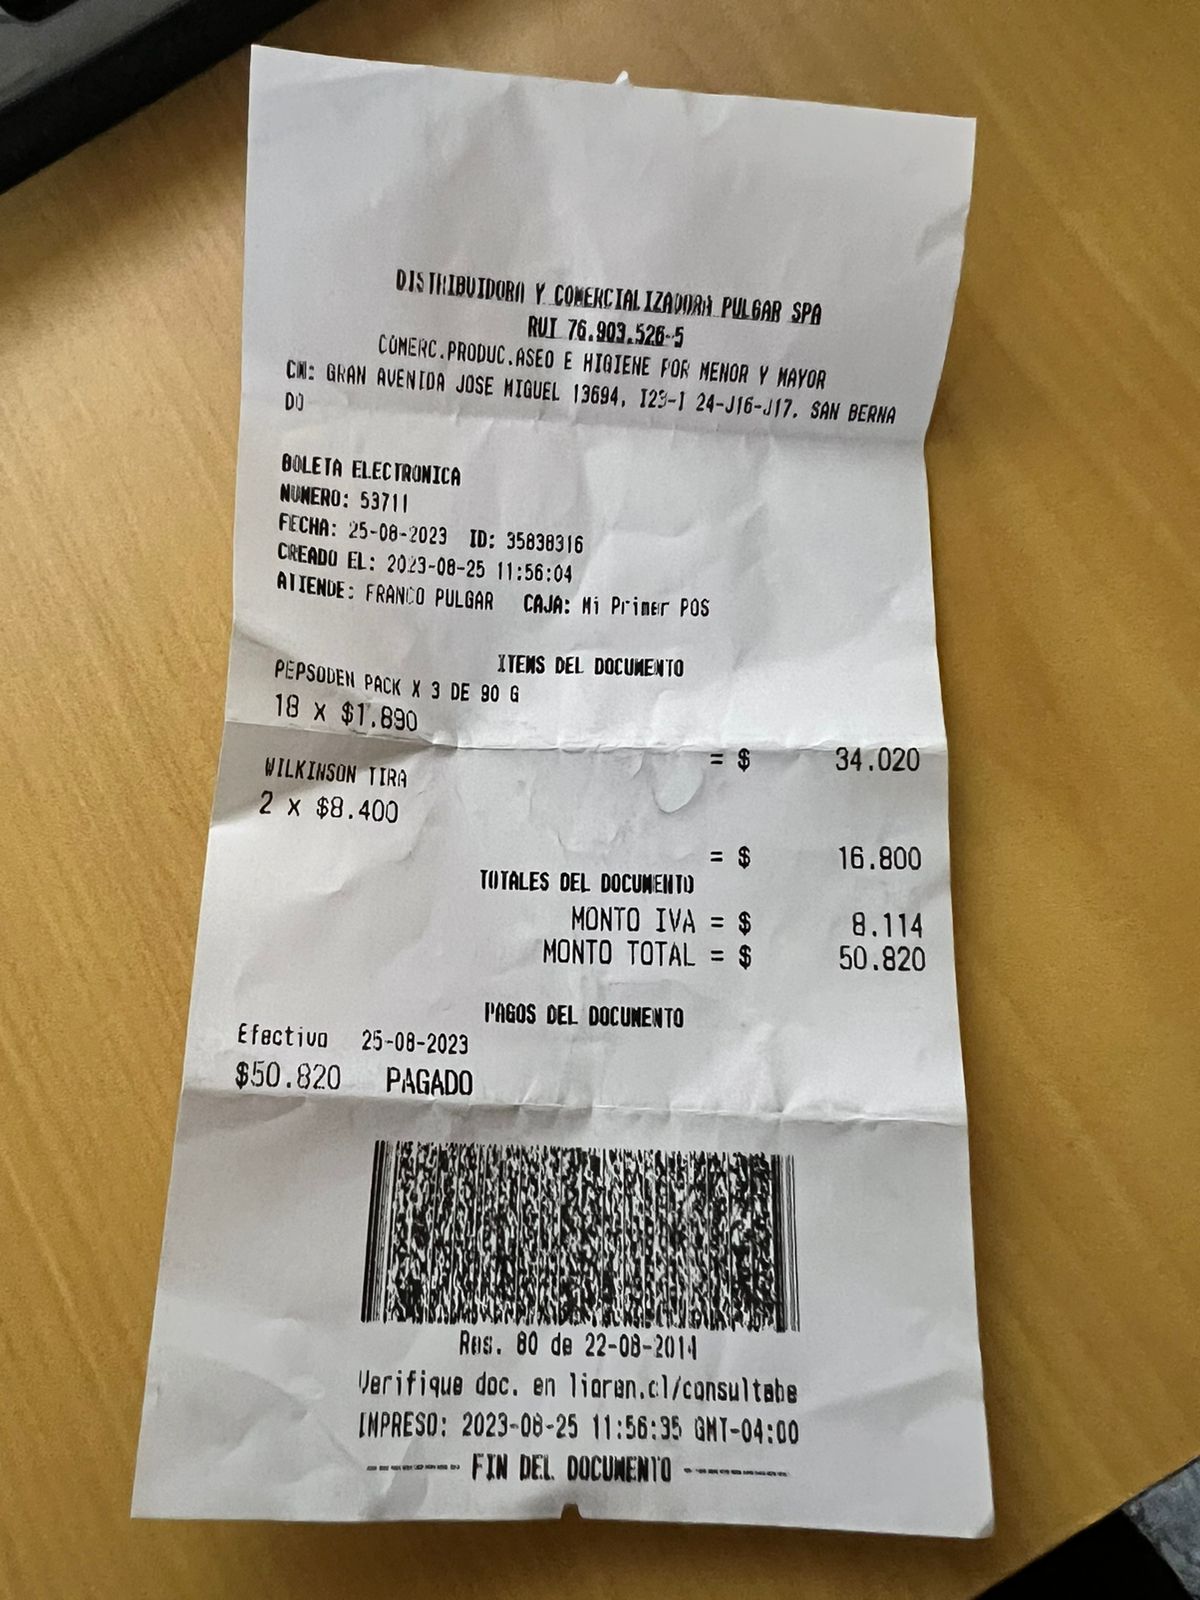 DISTRIBUIDORA Y COMERCIALIZADORA PULGAR SPA
RUT 76.903.526-5
COMERC.PRODUC.ASEO E HIGIENE POR MENOR Y MAYOR
CM: GRAN AVENIDA JOSE MIGUEL 13694, I23-I 24-J16-J17, SAN BERNA
DO
BOLETA ELECTRONICA
NUMERO: 53711
FECHA: 25-08-2023 ID: 35838316
CREADO EL: 2023-08-25 11:56:04
ATIENDE: FRANCO PULGAR CAJA: Mi Primer POS
ITEMS DEL DOCUMENTO
PEPSODEN PACK X 3 DE 90 G
18 x $1.890
= $ 34.020
WILKINSON TIRA
2 x $8.400
= $ 16.800
TOTALES DEL DOCUMENTO
MONTO IVA = $ 8.114
MONTO TOTAL = $ 50.820
PAGOS DEL DOCUMENTO
Efectivo 25-08-2023
$50.820 PAGADO
Res. 80 de 22-08-2014
Verifique doc. en lioren.cl/consultabe
IMPRESO: 2023-08-25 11:56:35 GMT-04:00
---------- FIN DEL DOCUMENTO ----------